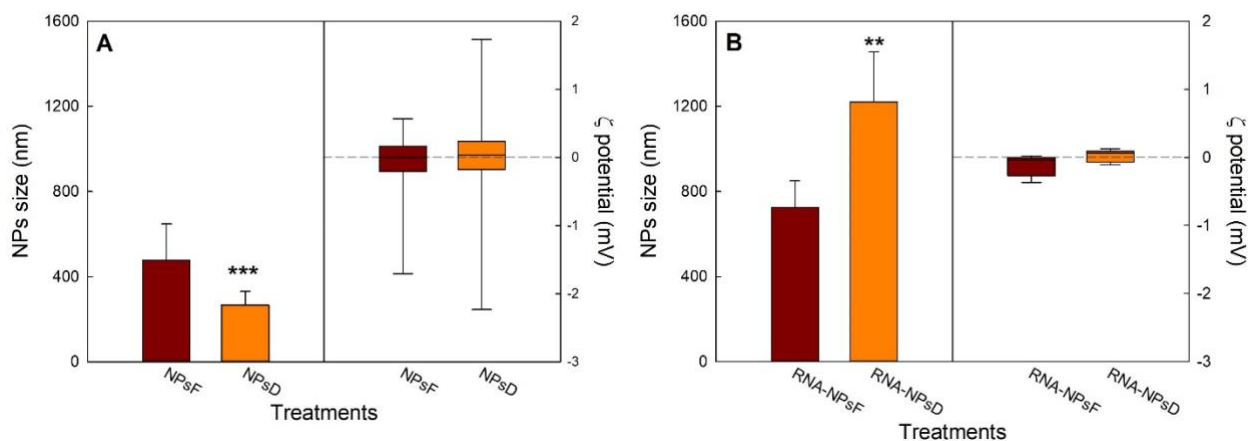 A
NPs size (nm)
1600
1200
800
400
0
***
2
1
0
-1
-2
-3
ζ potential (mV)
NPsF
NPsD
NPsF
NPsD
Treatments
B
NPs size (nm)
1600
1200
800
400
0
**
2
1
0
-1
-2
-3
ζ potential (mV)
RNA-NPsF
RNA-NPsD
RNA-NPsF
RNA-NPsD
Treatments